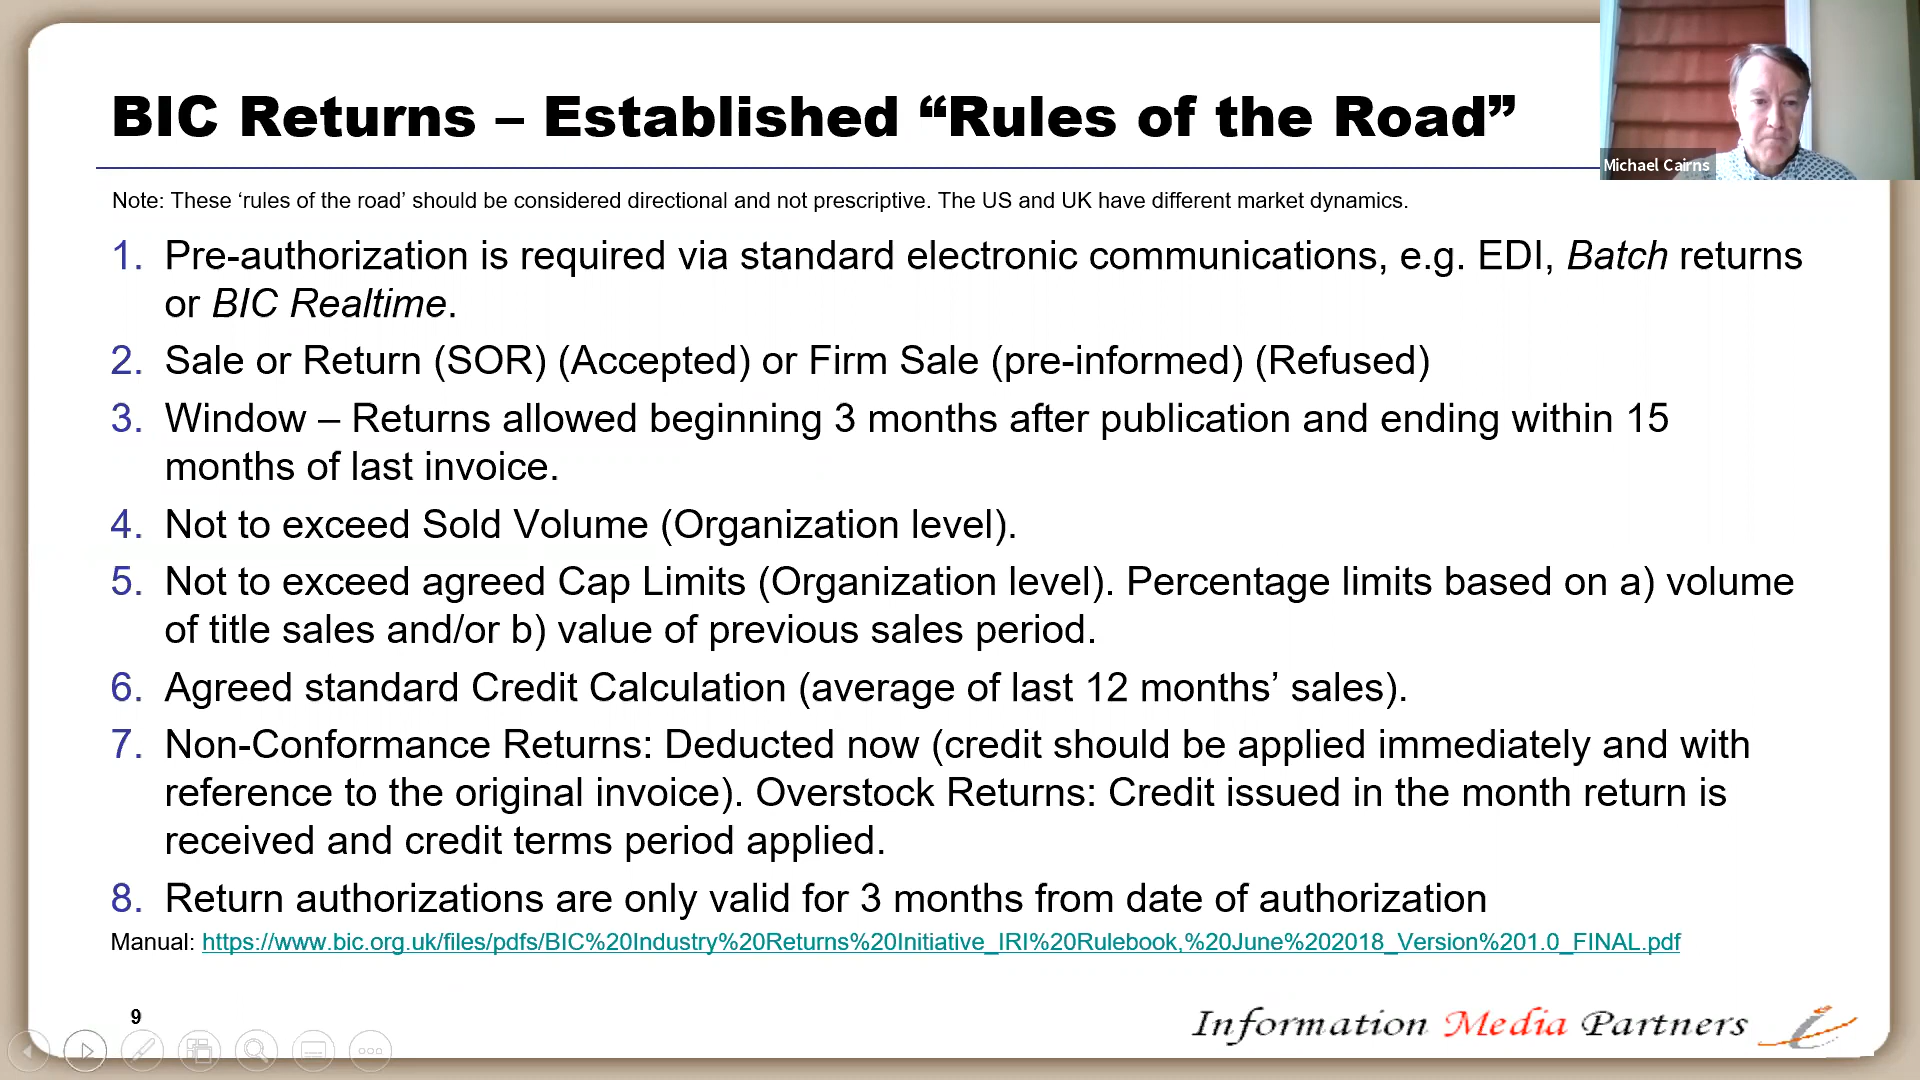 BIC Returns – Established “Rules of the Road”
Michael Cairns
Note: These ‘rules of the road’ should be considered directional and not prescriptive. The US and UK have different market dynamics.
1. Pre-authorization is required via standard electronic communications, e.g. EDI, Batch returns
or BIC Realtime.
2. Sale or Return (SOR) (Accepted) or Firm Sale (pre-informed) (Refused)
3. Window – Returns allowed beginning 3 months after publication and ending within 15
months of last invoice.
4. Not to exceed Sold Volume (Organization level).
5. Not to exceed agreed Cap Limits (Organization level). Percentage limits based on a) volume
of title sales and/or b) value of previous sales period.
6. Agreed standard Credit Calculation (average of last 12 months’ sales).
7. Non-Conformance Returns: Deducted now (credit should be applied immediately and with
reference to the original invoice). Overstock Returns: Credit issued in the month return is
received and credit terms period applied.
8. Return authorizations are only valid for 3 months from date of authorization
Manual: https://www.bic.org.uk/files/pdfs/BIC%20Industry%20Returns%20Initiative_IRI%20Rulebook,%20June%202018_Version%201.0_FINAL.pdf
9
Information Media Partners